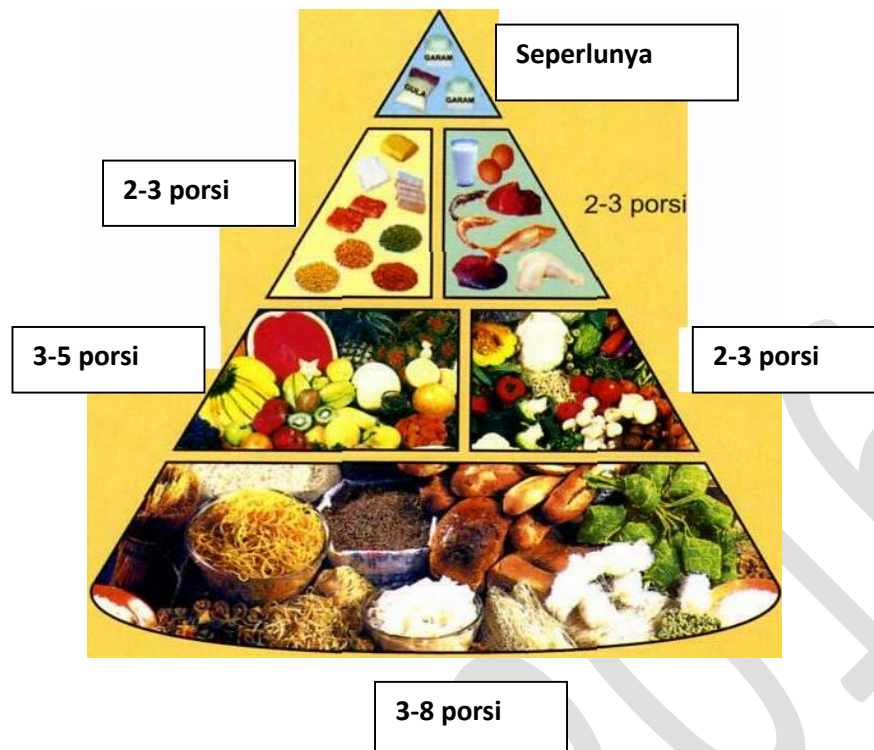 Seperlunya
GARAM
GULA
GARAM
2-3 porsi
2-3 porsi
3-5 porsi
2-3 porsi
3-8 porsi
2016